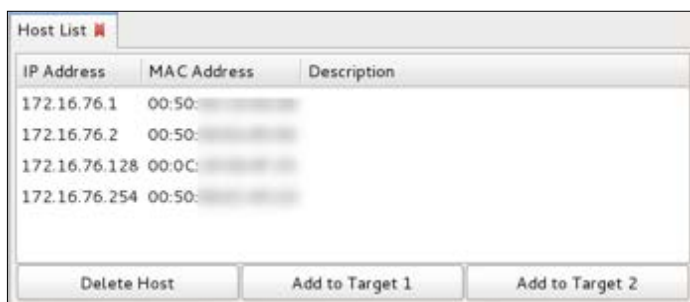 Host List
IP Address MAC Address Description
172.16.76.1 00:50:
172.16.76.2 00:50:
172.16.76.128 00:0C:
172.16.76.254 00:50:
Delete Host Add to Target 1 Add to Target 2